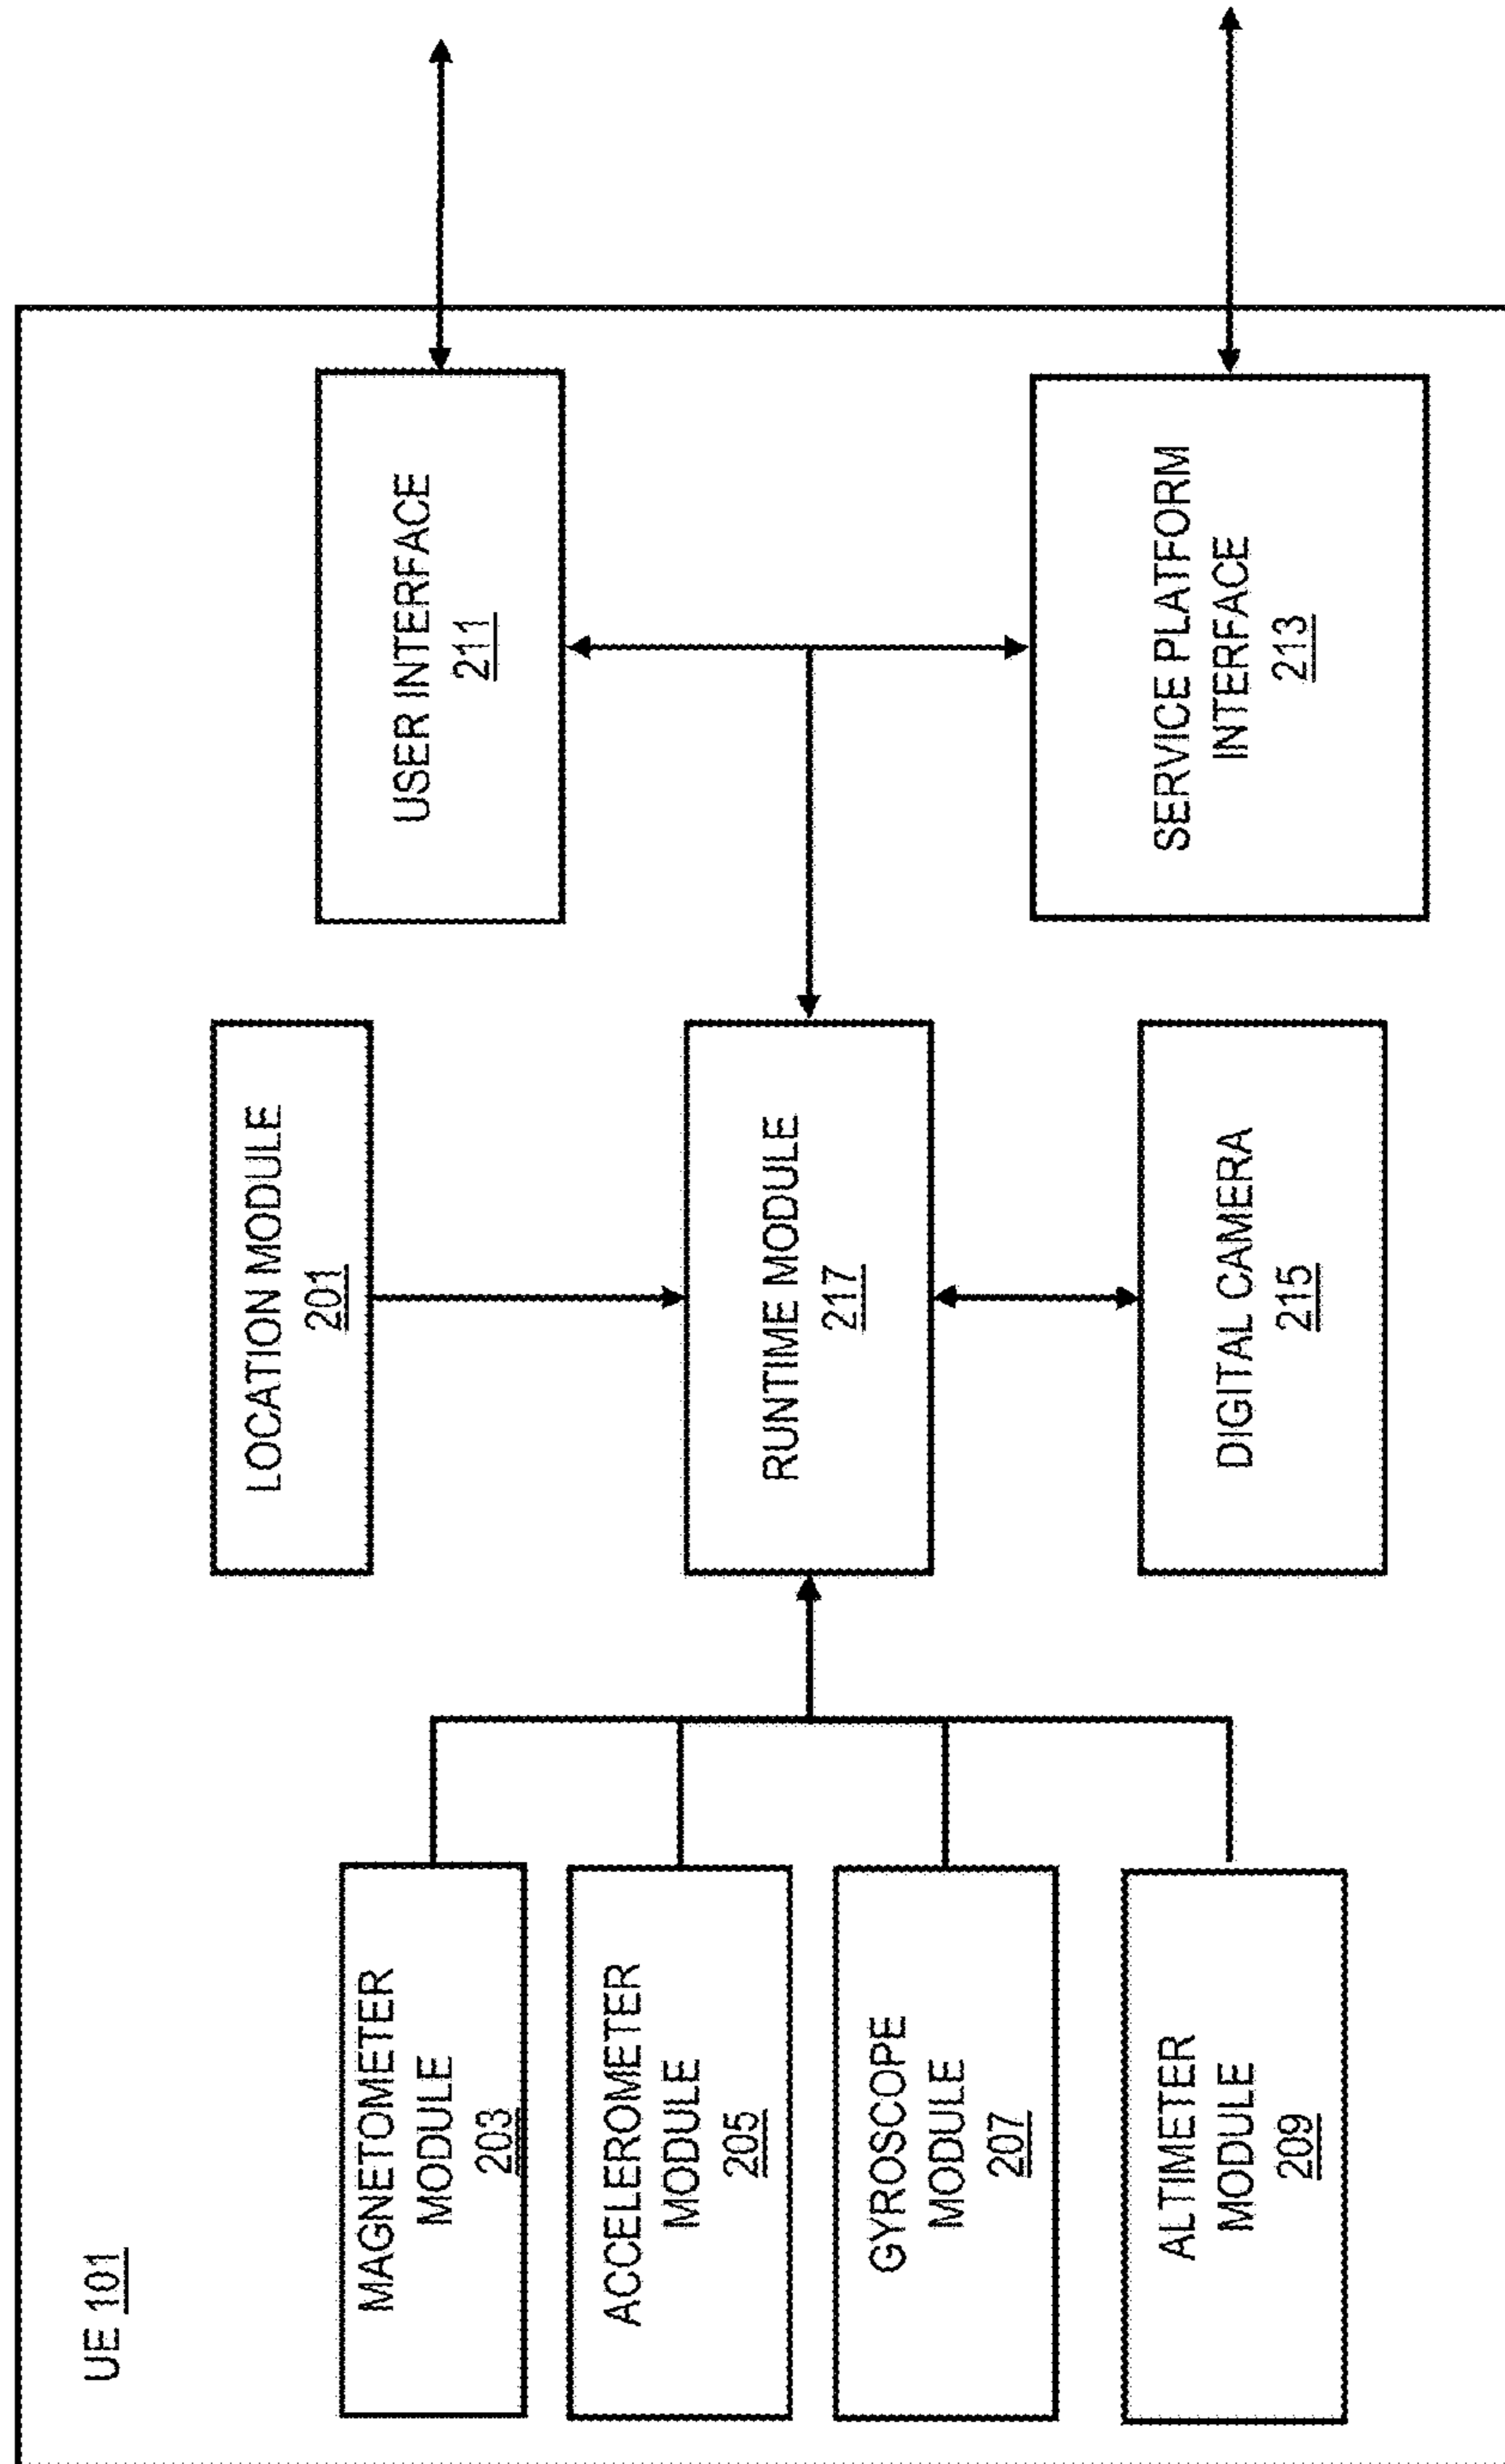 UE 101
LOCATION MODULE
201
MAGNETOMETER
MODULE
203
ACCELEROMETER
MODULE
205
GYROSCOPE
MODULE
207
ALTIMETER
MODULE
209
RUNTIME MODULE
217
DIGITAL CAMERA
215
USER INTERFACE
211
SERVICE PLATFORM
INTERFACE
213